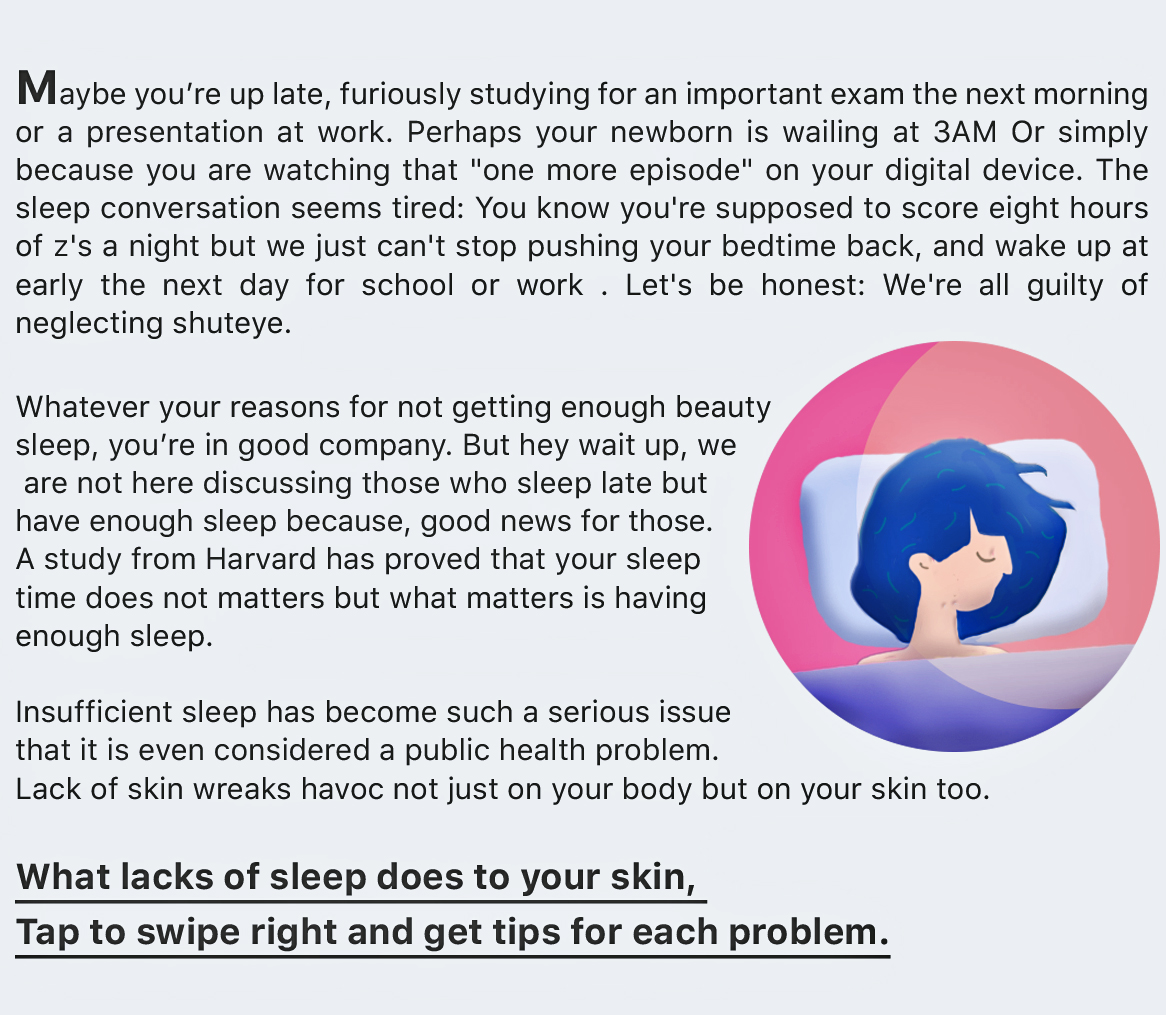 Maybe you’re up late, furiously studying for an important exam the next morning
or a presentation at work. Perhaps your newborn is wailing at 3AM Or simply
because you are watching that "one more episode" on your digital device. The
sleep conversation seems tired: You know you're supposed to score eight hours
of z's a night but we just can't stop pushing your bedtime back, and wake up at
early the next day for school or work . Let's be honest: We're all guilty of
neglecting shuteye.
Whatever your reasons for not getting enough beauty
sleep, you’re in good company. But hey wait up, we
are not here discussing those who sleep late but
have enough sleep because, good news for those.
A study from Harvard has proved that your sleep
time does not matters but what matters is having
enough sleep.
Insufficient sleep has become such a serious issue
that it is even considered a public health problem.
Lack of skin wreaks havoc not just on your body but on your skin too.
What lacks of sleep does to your skin,
Tap to swipe right and get tips for each problem.